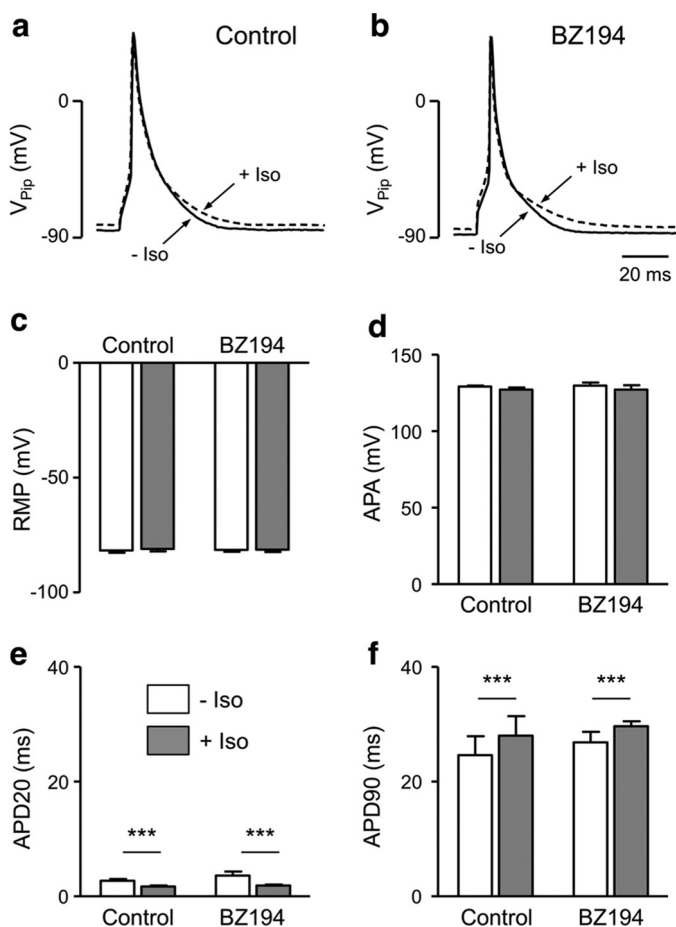 a Control
b BZ194
0
V_Pip (mV)
-90
+ Iso
- Iso
0
V_Pip (mV)
-90
+ Iso
- Iso
20 ms
c
Control BZ194
0
RMP (mV)
-50
-100
d
150
100
APA (mV)
50
0
Control BZ194
e
40
- Iso
+ Iso
APD20 (ms)
20
*** ***
0
Control BZ194
f
40
*** ***
APD90 (ms)
20
0
Control BZ194